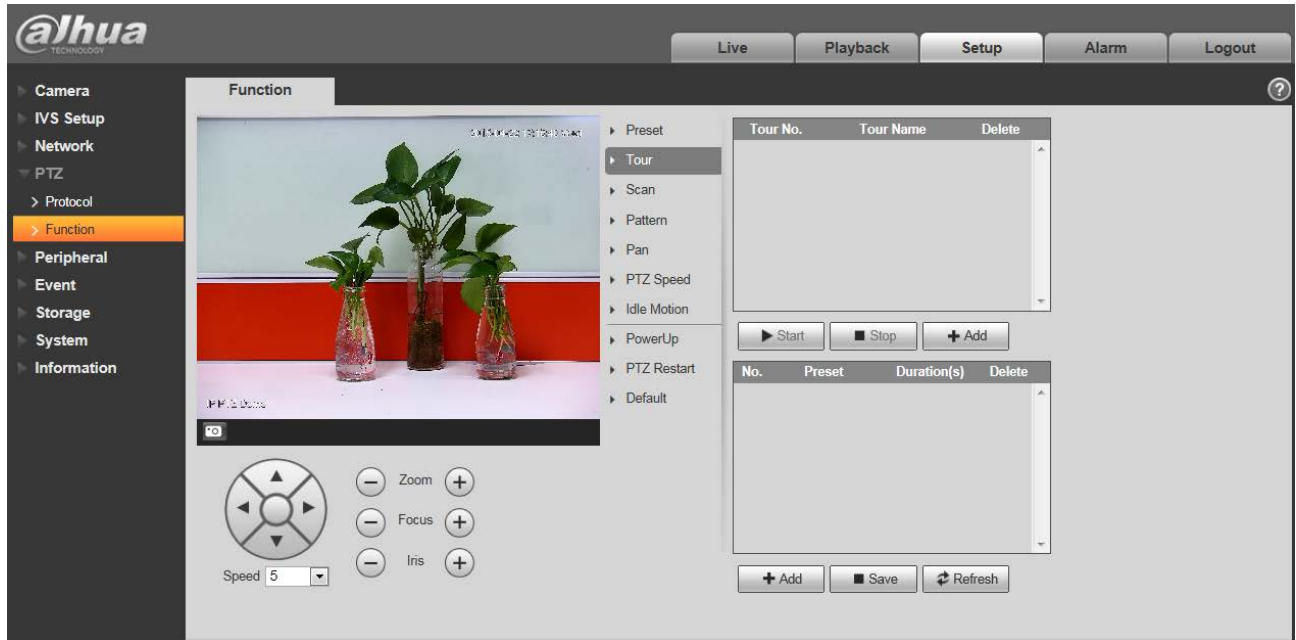 alhua
TECHNOLOGY
Live Playback Setup Alarm Logout
Camera
IVS Setup
Network
PTZ
Protocol
Function
Peripheral
Event
Storage
System
Information
Function
Preset
Tour
Scan
Pattern
Pan
PTZ Speed
Idle Motion
PowerUp
PTZ Restart
Default
Zoom
Focus
Iris
Speed 5
Tour No. Tour Name Delete
Start Stop Add
No. Preset Duration(s) Delete
Add Save Refresh